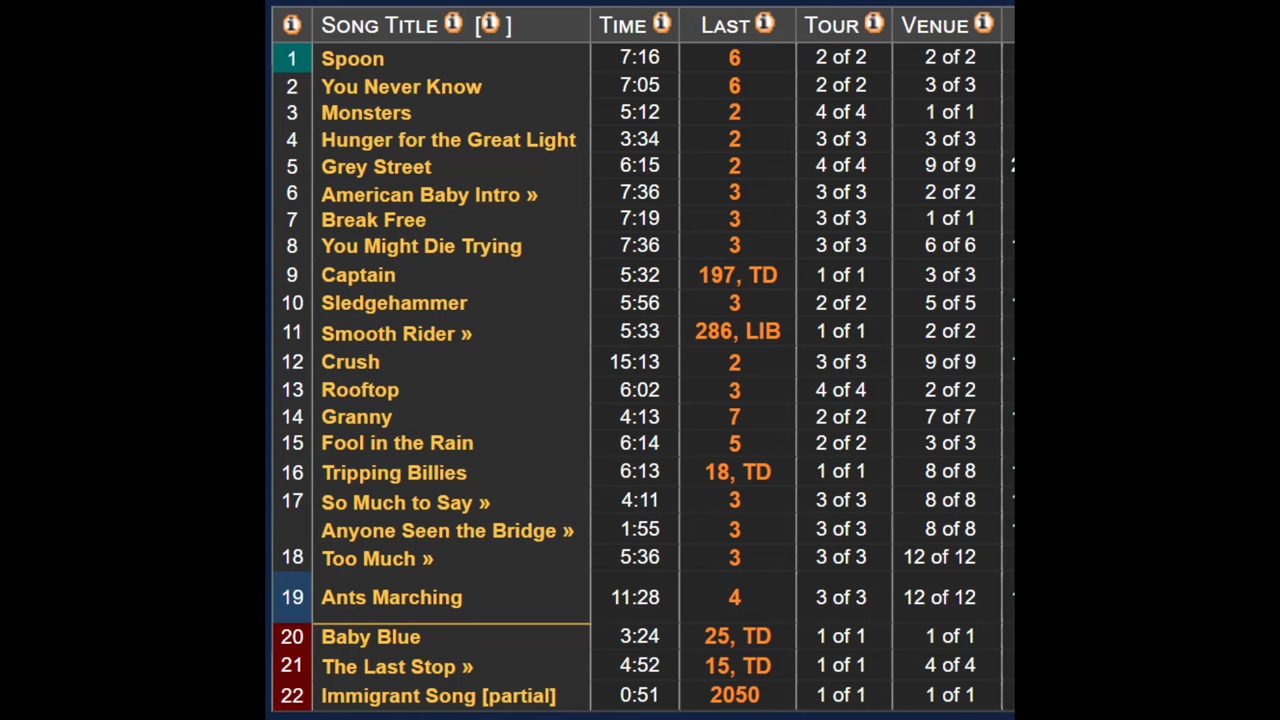 i SONG TITLE i [i] TIME i LAST i TOUR i VENUE i
1 Spoon 7:16 6 2 of 2 2 of 2
2 You Never Know 7:05 6 2 of 2 3 of 3
3 Monsters 5:12 2 4 of 4 1 of 1
4 Hunger for the Great Light 3:34 2 3 of 3 3 of 3
5 Grey Street 6:15 2 4 of 4 9 of 9
6 American Baby Intro » 7:36 3 3 of 3 2 of 2
7 Break Free 7:19 3 3 of 3 1 of 1
8 You Might Die Trying 7:36 3 3 of 3 6 of 6
9 Captain 5:32 197, TD 1 of 1 3 of 3
10 Sledgehammer 5:56 3 2 of 2 5 of 5
11 Smooth Rider » 5:33 286, LIB 1 of 1 2 of 2
12 Crush 15:13 2 3 of 3 9 of 9
13 Rooftop 6:02 3 4 of 4 2 of 2
14 Granny 4:13 7 2 of 2 7 of 7
15 Fool in the Rain 6:14 5 2 of 2 3 of 3
16 Tripping Billies 6:13 18, TD 1 of 1 8 of 8
17 So Much to Say » 4:11 3 3 of 3 8 of 8
Anyone Seen the Bridge » 1:55 3 3 of 3 8 of 8
18 Too Much » 5:36 3 3 of 3 12 of 12
19 Ants Marching 11:28 4 3 of 3 12 of 12
20 Baby Blue 3:24 25, TD 1 of 1 1 of 1
21 The Last Stop » 4:52 15, TD 1 of 1 4 of 4
22 Immigrant Song [partial] 0:51 2050 1 of 1 1 of 1